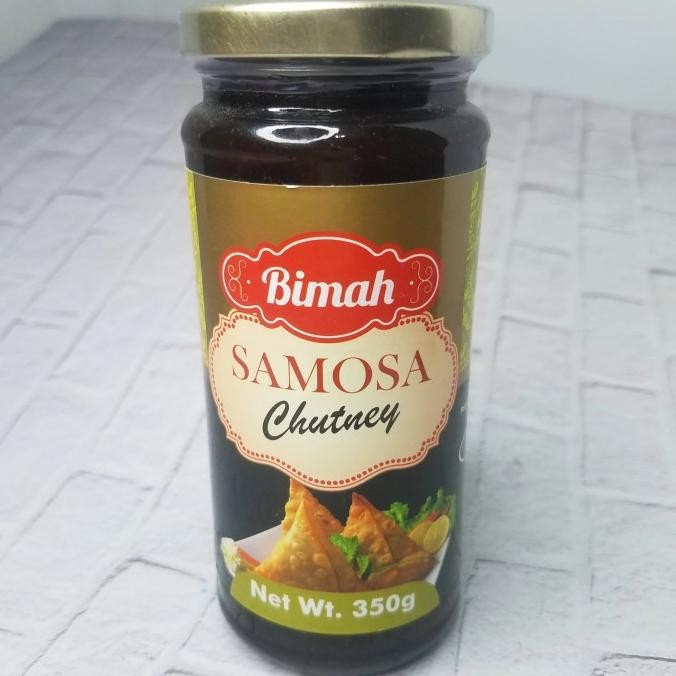 Bimah
SAMOSA
Chutney
Net Wt. 350g